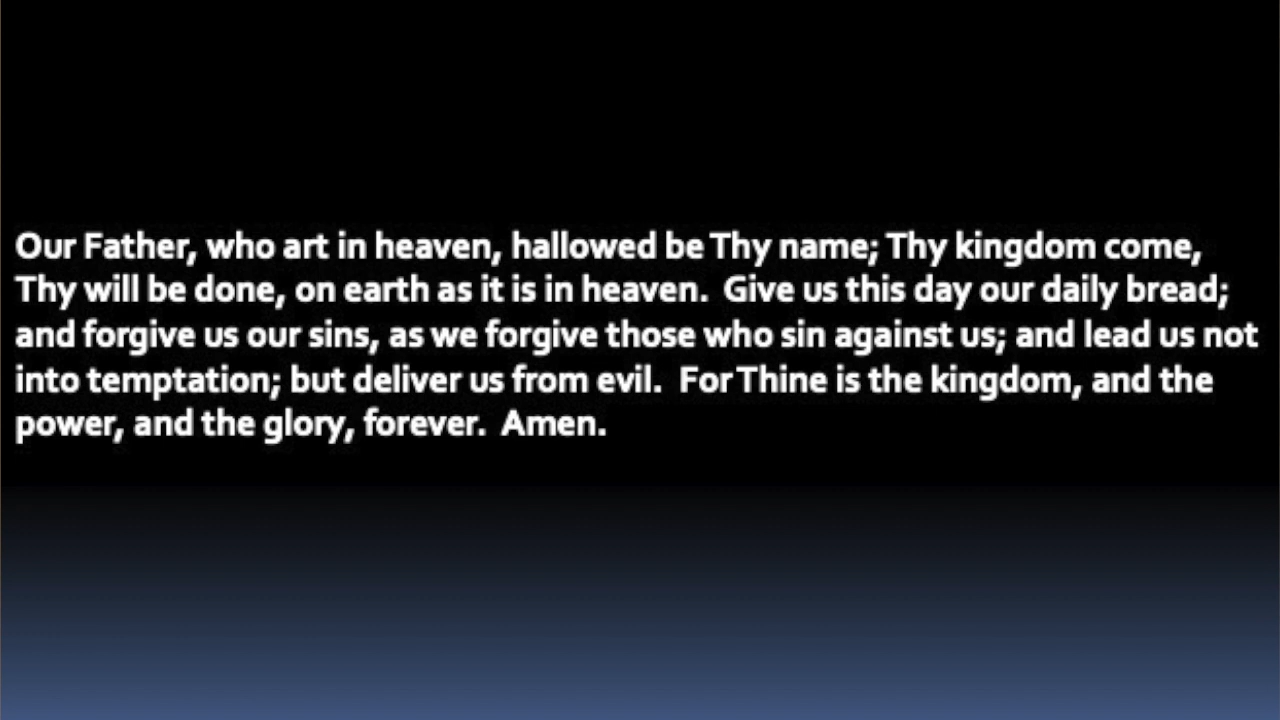 Our Father, who art in heaven, hallowed be Thy name; Thy kingdom come,
Thy will be done, on earth as it is in heaven.  Give us this day our daily bread;
and forgive us our sins, as we forgive those who sin against us; and lead us not
into temptation; but deliver us from evil.  For Thine is the kingdom, and the
power, and the glory, forever.  Amen.